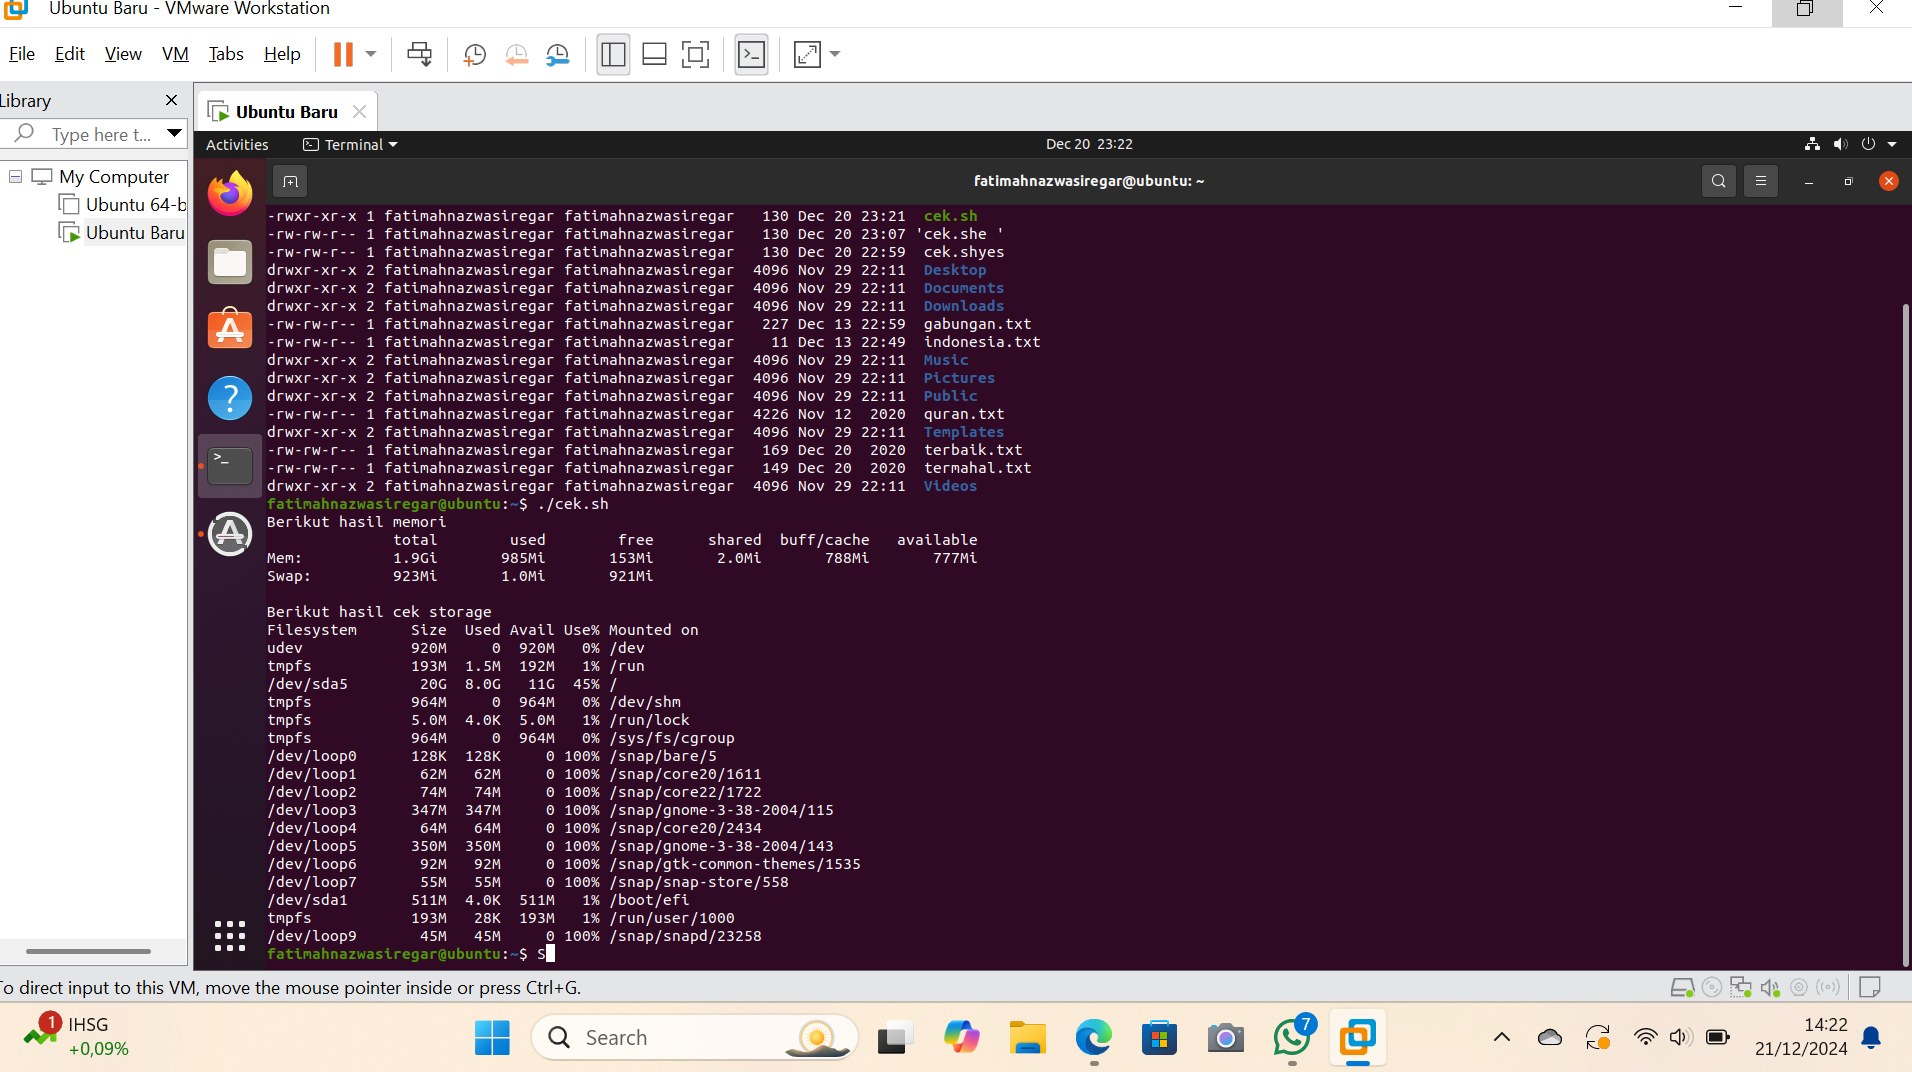 Ubuntu Baru - VMware Workstation
File Edit View VM Tabs Help
Library
Type here t...
My Computer
Ubuntu 64-b
Ubuntu Baru
Ubuntu Baru
Activities Terminal Dec 20 23:22
fatimahnazwasiregar@ubuntu: ~
-rwxr-xr-x 1 fatimahnazwasiregar fatimahnazwasiregar 130 Dec 20 23:21 cek.sh
-rw-rw-r-- 1 fatimahnazwasiregar fatimahnazwasiregar 130 Dec 20 23:07 'cek.she '
-rw-rw-r-- 1 fatimahnazwasiregar fatimahnazwasiregar 130 Dec 20 22:59 cek.shyes
drwxr-xr-x 2 fatimahnazwasiregar fatimahnazwasiregar 4096 Nov 29 22:11 Desktop
drwxr-xr-x 2 fatimahnazwasiregar fatimahnazwasiregar 4096 Nov 29 22:11 Documents
drwxr-xr-x 2 fatimahnazwasiregar fatimahnazwasiregar 4096 Nov 29 22:11 Downloads
-rw-rw-r-- 1 fatimahnazwasiregar fatimahnazwasiregar 227 Dec 13 22:59 gabungan.txt
-rw-rw-r-- 1 fatimahnazwasiregar fatimahnazwasiregar 11 Dec 13 22:49 indonesia.txt
drwxr-xr-x 2 fatimahnazwasiregar fatimahnazwasiregar 4096 Nov 29 22:11 Music
drwxr-xr-x 2 fatimahnazwasiregar fatimahnazwasiregar 4096 Nov 29 22:11 Pictures
drwxr-xr-x 2 fatimahnazwasiregar fatimahnazwasiregar 4096 Nov 29 22:11 Public
-rw-rw-r-- 1 fatimahnazwasiregar fatimahnazwasiregar 4226 Nov 12 2020 quran.txt
drwxr-xr-x 2 fatimahnazwasiregar fatimahnazwasiregar 4096 Nov 29 22:11 Templates
-rw-rw-r-- 1 fatimahnazwasiregar fatimahnazwasiregar 169 Dec 20 2020 terbaik.txt
-rw-rw-r-- 1 fatimahnazwasiregar fatimahnazwasiregar 149 Dec 20 2020 termahal.txt
drwxr-xr-x 2 fatimahnazwasiregar fatimahnazwasiregar 4096 Nov 29 22:11 Videos
fatimahnazwasiregar@ubuntu:~$ ./cek.sh
Berikut hasil memori
total used free shared buff/cache available
Mem: 1.9Gi 985Mi 153Mi 2.0Mi 788Mi 777Mi
Swap: 923Mi 1.0Mi 921Mi
Berikut hasil cek storage
Filesystem Size Used Avail Use% Mounted on
udev 920M 0 920M 0% /dev
tmpfs 193M 1.5M 192M 1% /run
/dev/sda5 20G 8.0G 11G 45% /
tmpfs 964M 0 964M 0% /dev/shm
tmpfs 5.0M 4.0K 5.0M 1% /run/lock
tmpfs 964M 0 964M 0% /sys/fs/cgroup
/dev/loop0 128K 128K 0 100% /snap/bare/5
/dev/loop1 62M 62M 0 100% /snap/core20/1611
/dev/loop2 74M 74M 0 100% /snap/core22/1722
/dev/loop3 347M 347M 0 100% /snap/gnome-3-38-2004/115
/dev/loop4 64M 64M 0 100% /snap/core20/2434
/dev/loop5 350M 350M 0 100% /snap/gnome-3-38-2004/143
/dev/loop6 92M 92M 0 100% /snap/gtk-common-themes/1535
/dev/loop7 55M 55M 0 100% /snap/snap-store/558
/dev/sda1 511M 4.0K 511M 1% /boot/efi
tmpfs 193M 28K 193M 1% /run/user/1000
/dev/loop9 45M 45M 0 100% /snap/snapd/23258
fatimahnazwasiregar@ubuntu:~$ S
To direct input to this VM, move the mouse pointer inside or press Ctrl+G.
1 IHSG
+0,09%
Search
7
14:22
21/12/2024